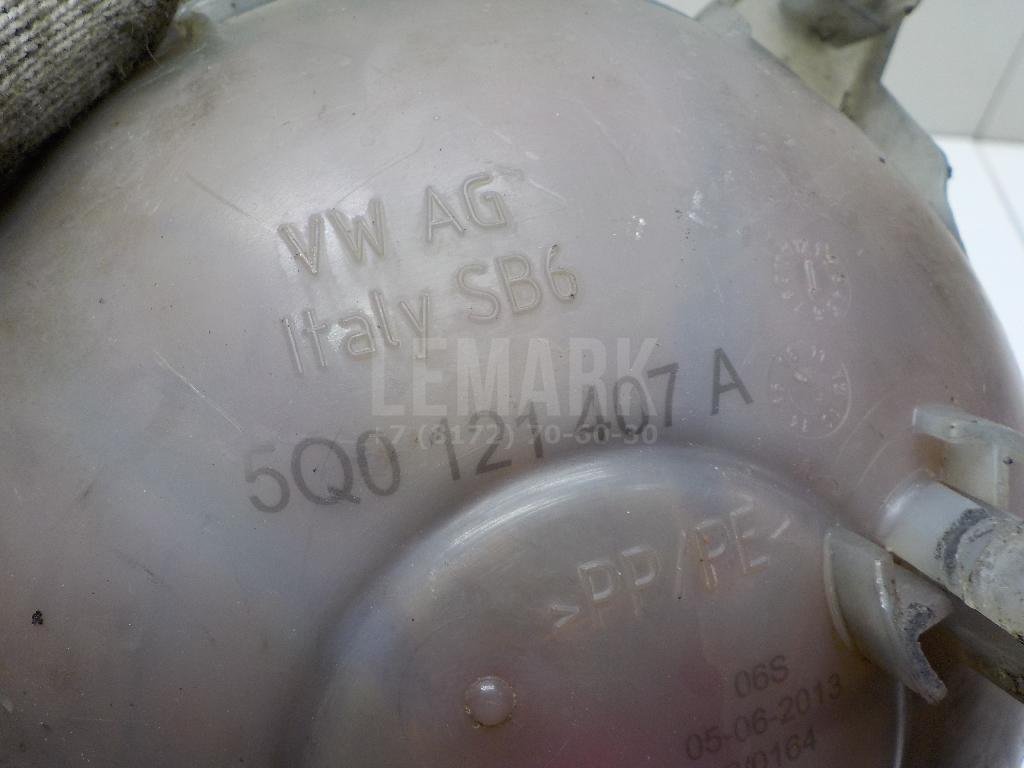 VW AG
Italy SB6
LEMARK
+7 (8172) 70-60-30
5Q0 121 407 A
>PP/PE>
06S
05-06-2013
/0164